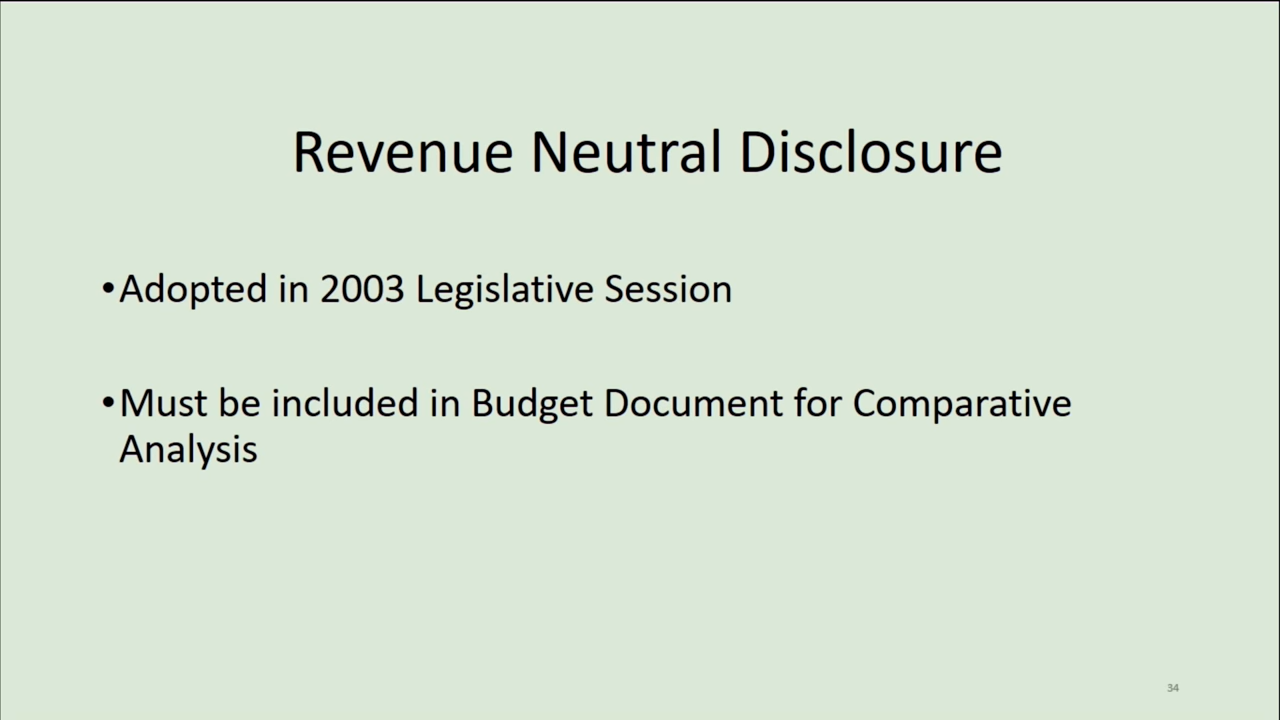 Revenue Neutral Disclosure
•Adopted in 2003 Legislative Session
•Must be included in Budget Document for Comparative
Analysis
34